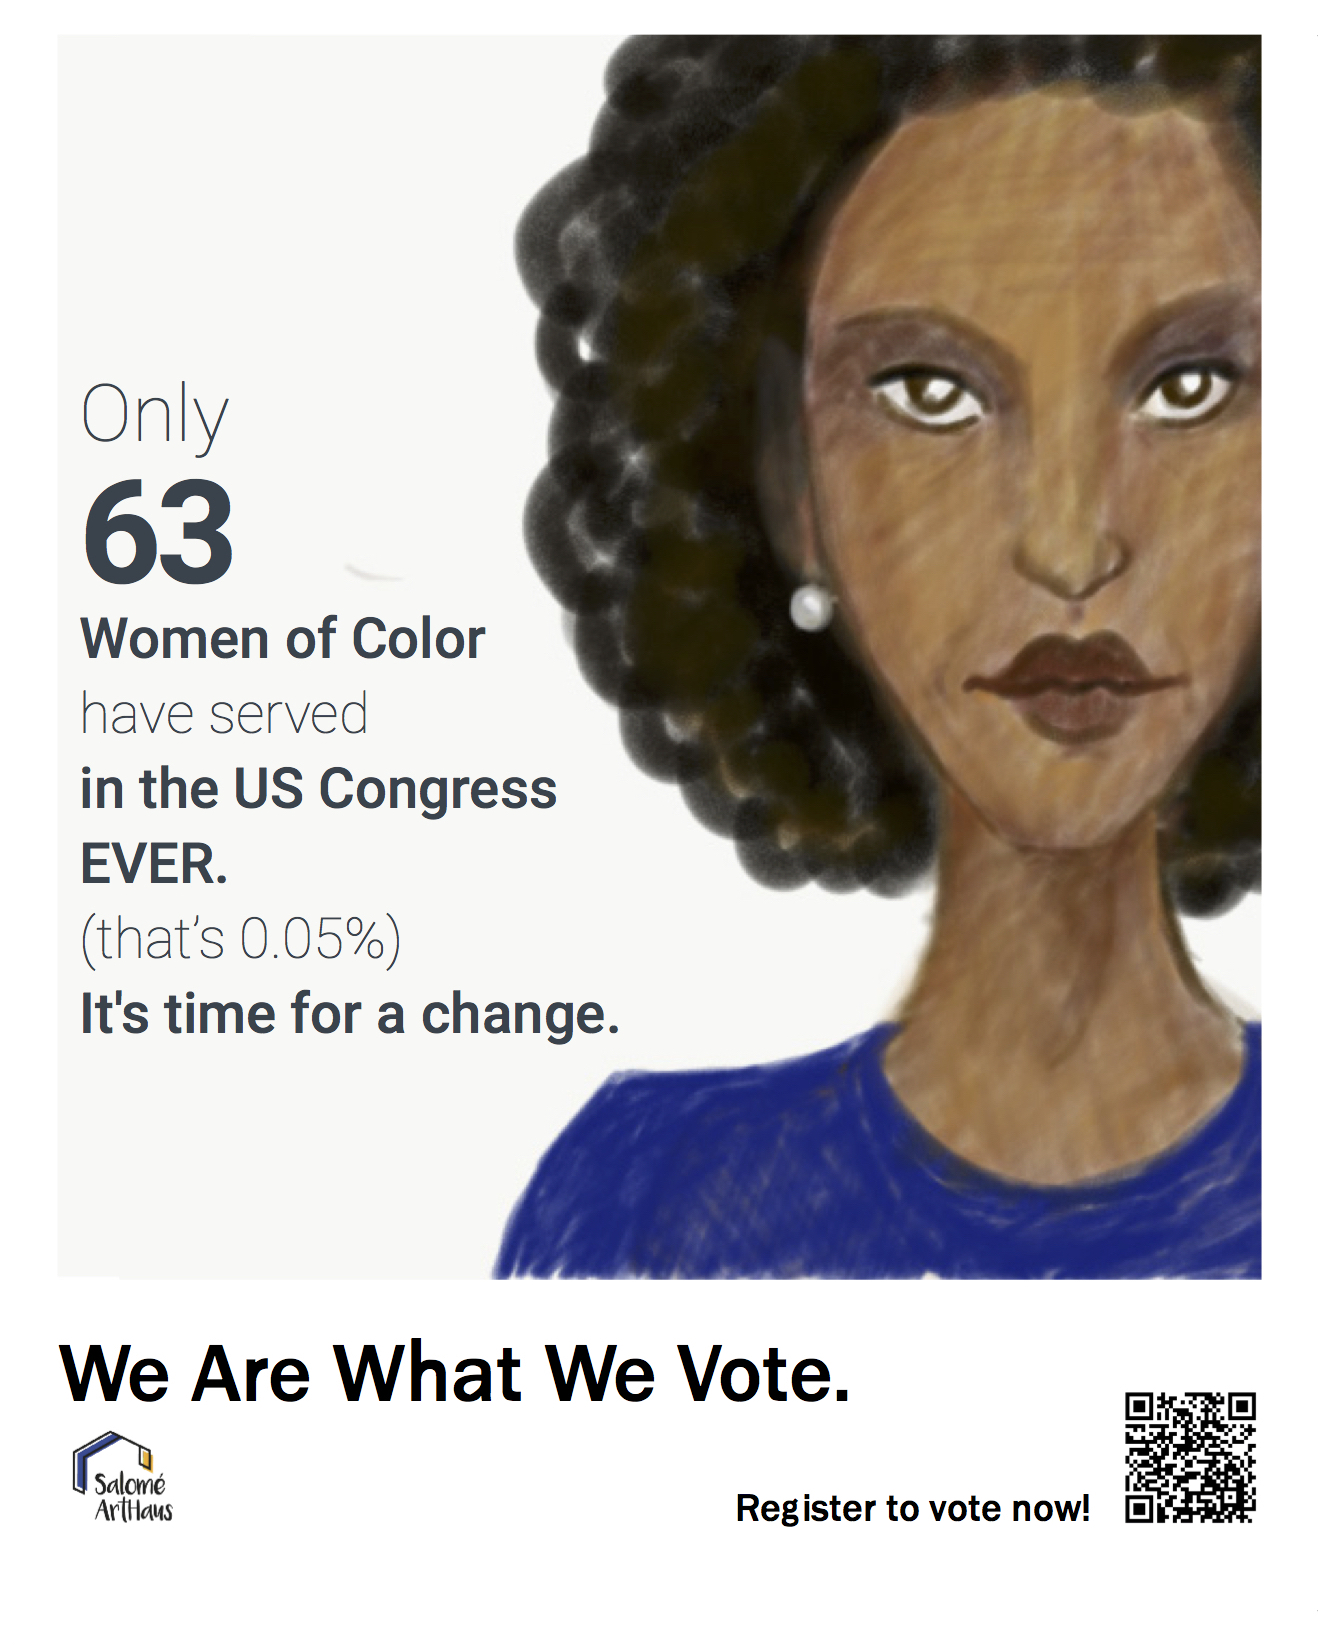 Only
63
Women of Color
have served
in the US Congress
EVER.
(that’s 0.05%)
It's time for a change.
We Are What We Vote.
Salomé
ArtHaus
Register to vote now!